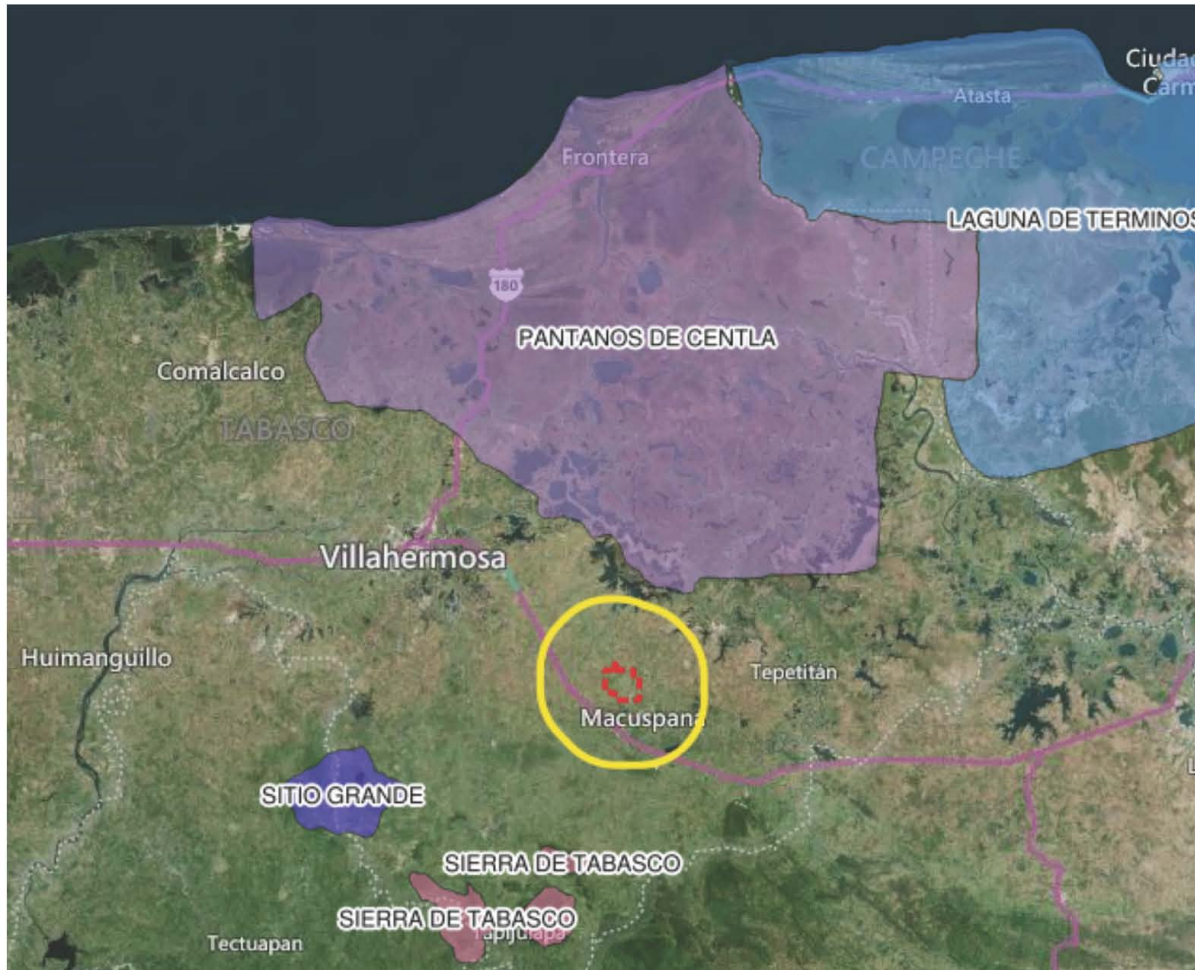 Ciudad
Carm
Atasta
Frontera
CAMPECHE
LAGUNA DE TERMINOS
180
PANTANOS DE CENTLA
Comalcalco
TABASCO
Villahermosa
Huimanguillo
Tepetitán
Macuspana
L
SITIO GRANDE
SIERRA DE TABASCO
SIERRA DE TABASCO
Tapijulapa
Tectuapan